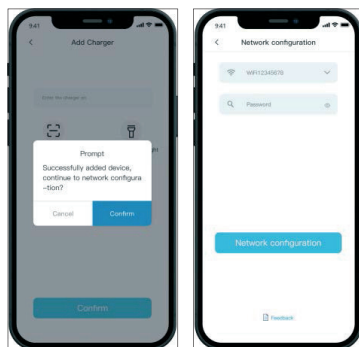 9:41
Add Charger
Prompt
Successfully added device,
continue to network configura
-tion?
Cancel
Confirm
Confirm
9:41
Network configuration
WIFI12345678
Password
Network configuration
Feedback